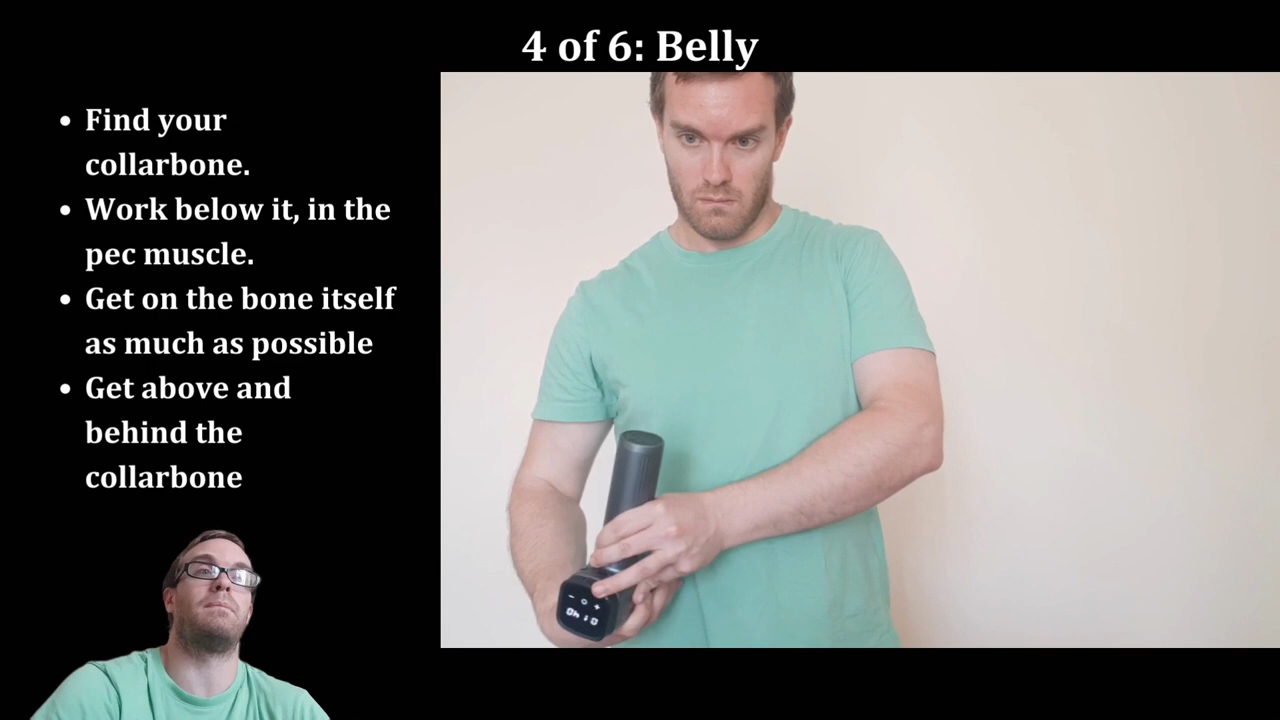 4 of 6: Belly
• Find your
collarbone.
• Work below it, in the
pec muscle.
• Get on the bone itself
as much as possible
• Get above and
behind the
collarbone